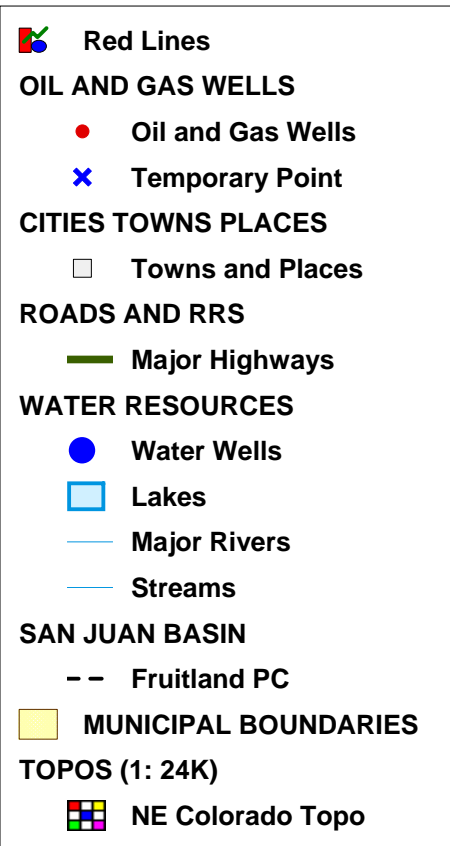 Red Lines
OIL AND GAS WELLS
Oil and Gas Wells
Temporary Point
CITIES TOWNS PLACES
Towns and Places
ROADS AND RRS
Major Highways
WATER RESOURCES
Water Wells
Lakes
Major Rivers
Streams
SAN JUAN BASIN
Fruitland PC
MUNICIPAL BOUNDARIES
TOPOS (1: 24K)
NE Colorado Topo